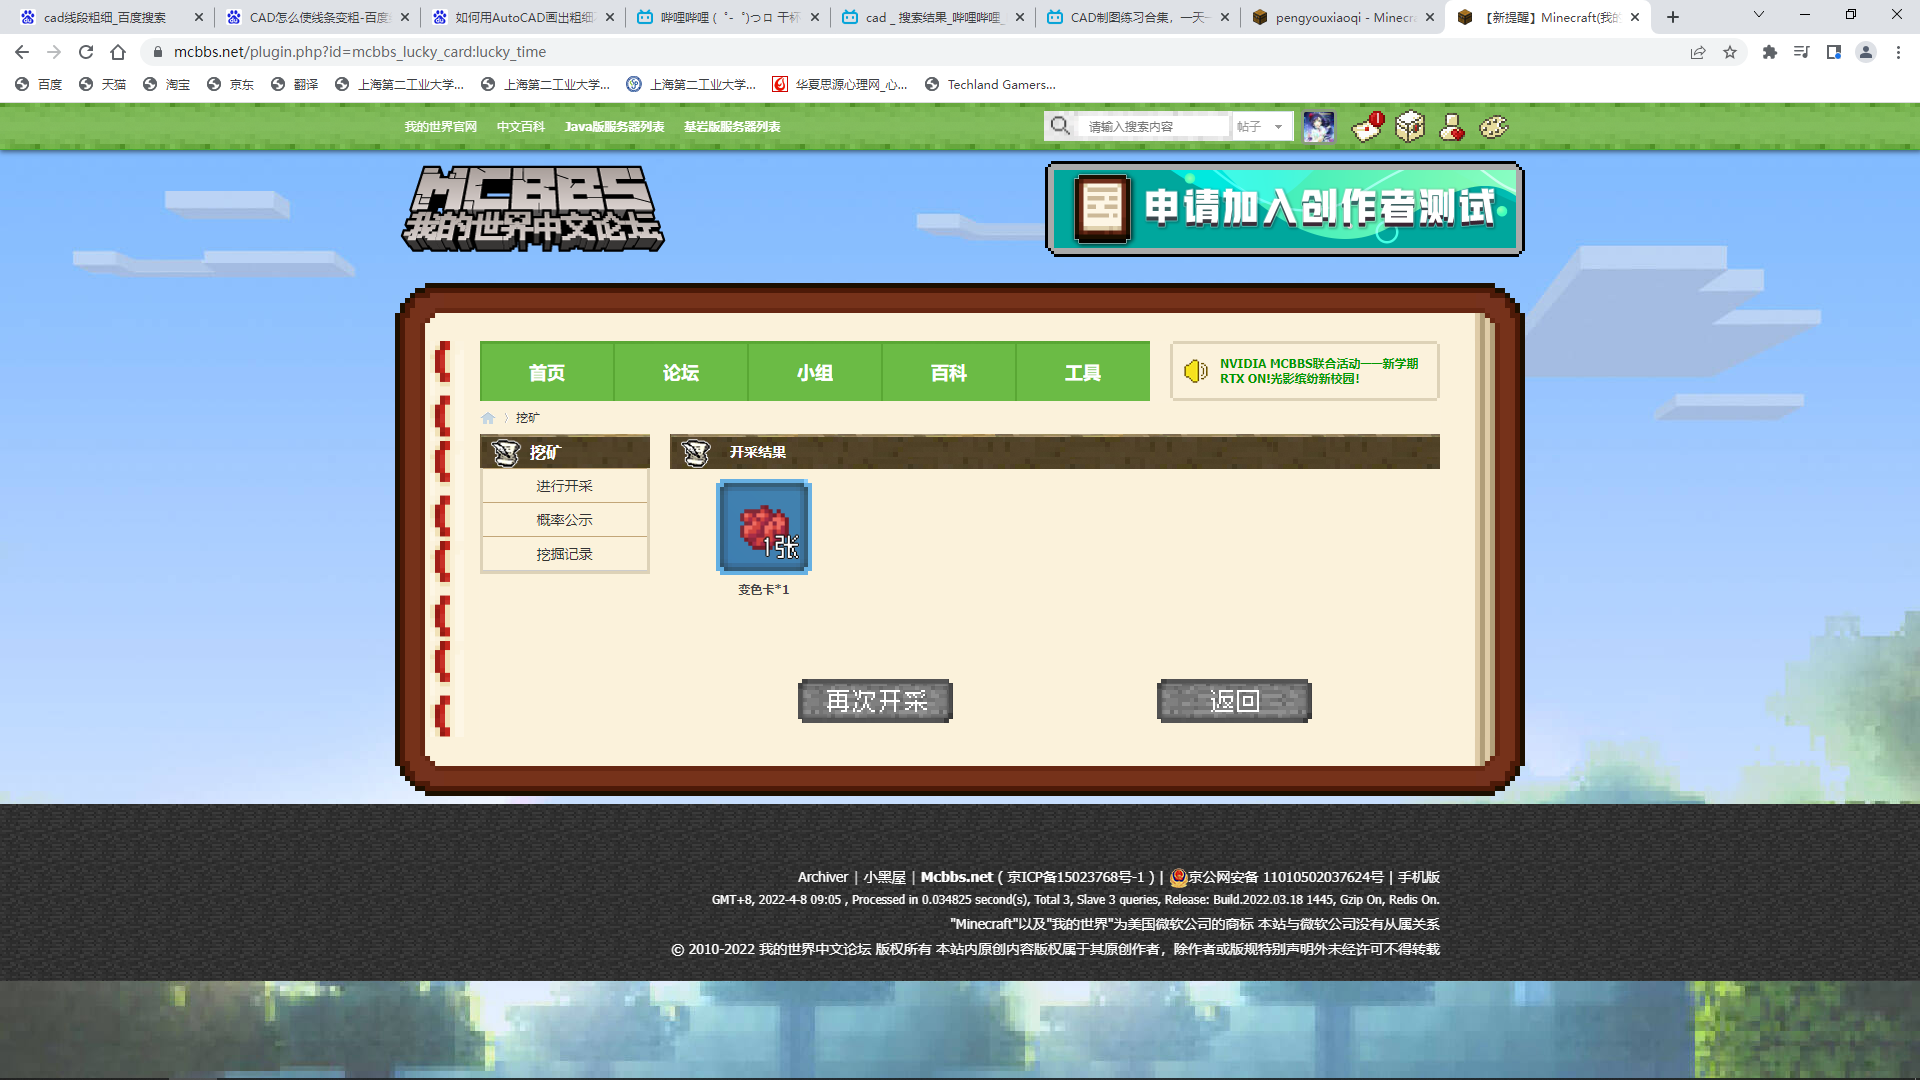 cad线段粗细_百度搜索
CAD怎么使线条变粗-百度
如何用AutoCAD画出粗细
哔哩哔哩 (゜-゜)つロ 干杯
cad _ 搜索结果_哔哩哔哩_
CAD制图练习合集，一天一
pengyouxiaoqi - Minecr
【新提醒】Minecraft(我的
mcbbs.net/plugin.php?id=mcbbs_lucky_card:lucky_time
百度
天猫
淘宝
京东
翻译
上海第二工业大学...
上海第二工业大学...
上海第二工业大学...
华夏思源心理网_心...
Techland Gamers...
我的世界官网
中文百科
Java版服务器列表
基岩版服务器列表
请输入搜索内容
帖子
1
MCBBS
我的世界中文论坛
申请加入创作者测试
首页
论坛
小组
百科
工具
NVIDIA MCBBS联合活动——新学期
RTX ON!光影缤纷新校园！
〉挖矿
挖矿
进行开采
概率公示
挖掘记录
开采结果
1张
变色卡*1
再次开采
返回
Archiver | 小黑屋 | Mcbbs.net ( 京ICP备15023768号-1 ) | 京公网安备 11010502037624号 | 手机版
GMT+8, 2022-4-8 09:05 , Processed in 0.034825 second(s), Total 3, Slave 3 queries, Release: Build.2022.03.18 1445, Gzip On, Redis On.
"Minecraft"以及"我的世界"为美国微软公司的商标 本站与微软公司没有从属关系
© 2010-2022 我的世界中文论坛 版权所有 本站内原创内容版权属于其原创作者，除作者或版规特别声明外未经许可不得转载